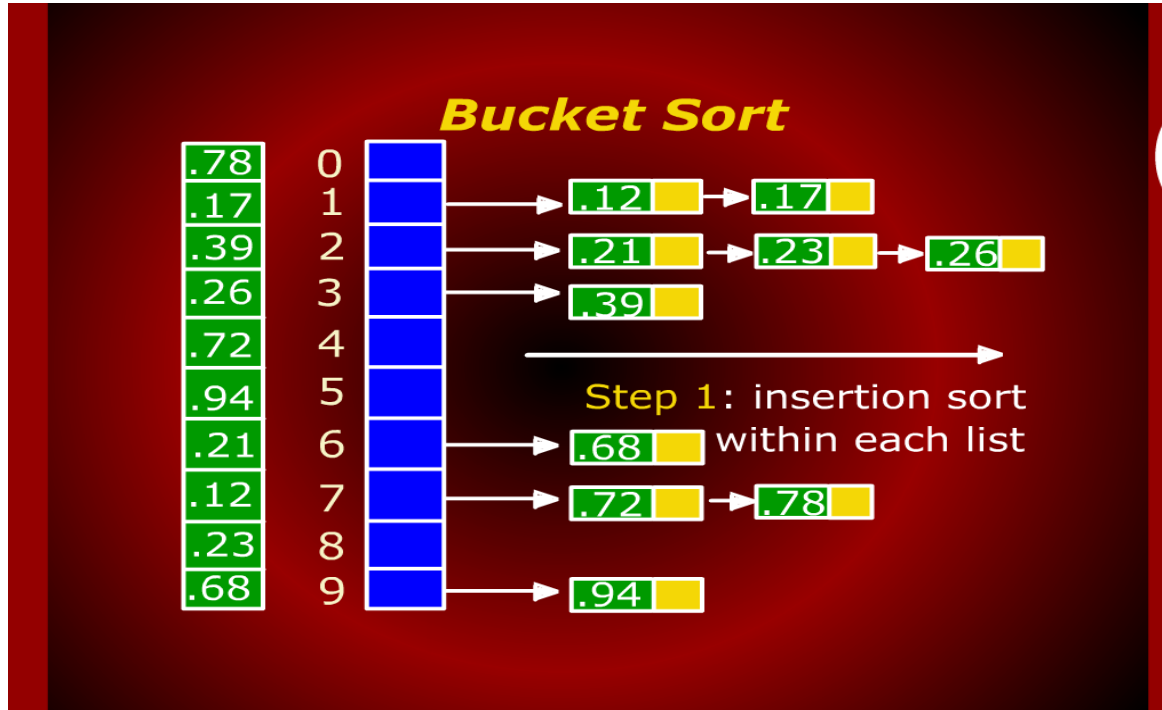 Bucket Sort
.78 0
.17 1 .12 .17
.39 2 .21 .23 .26
.26 3 .39
.72 4
.94 5 Step 1: insertion sort
.21 6 .68 within each list
.12 7 .72 .78
.23 8
.68 9 .94